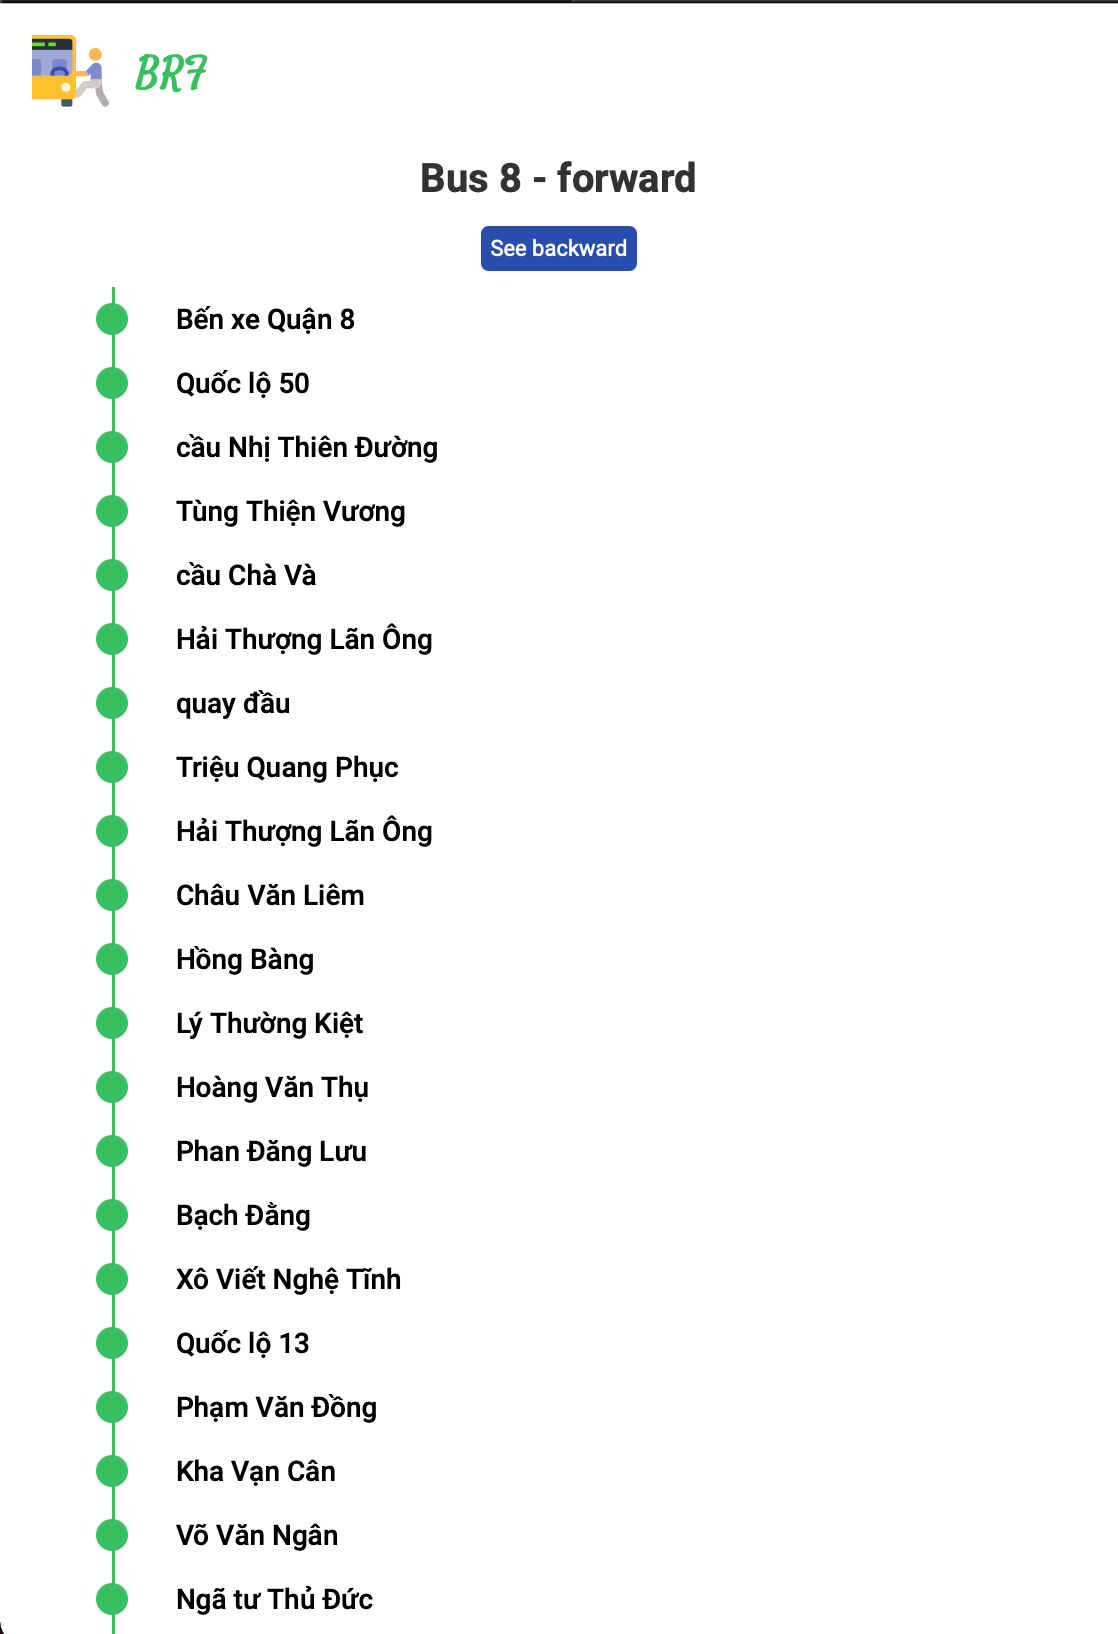 BRF
Bus 8 - forward
See backward
Bến xe Quận 8
Quốc lộ 50
cầu Nhị Thiên Đường
Tùng Thiện Vương
cầu Chà Và
Hải Thượng Lãn Ông
quay đầu
Triệu Quang Phục
Hải Thượng Lãn Ông
Châu Văn Liêm
Hồng Bàng
Lý Thường Kiệt
Hoàng Văn Thụ
Phan Đăng Lưu
Bạch Đằng
Xô Viết Nghệ Tĩnh
Quốc lộ 13
Phạm Văn Đồng
Kha Vạn Cân
Võ Văn Ngân
Ngã tư Thủ Đức